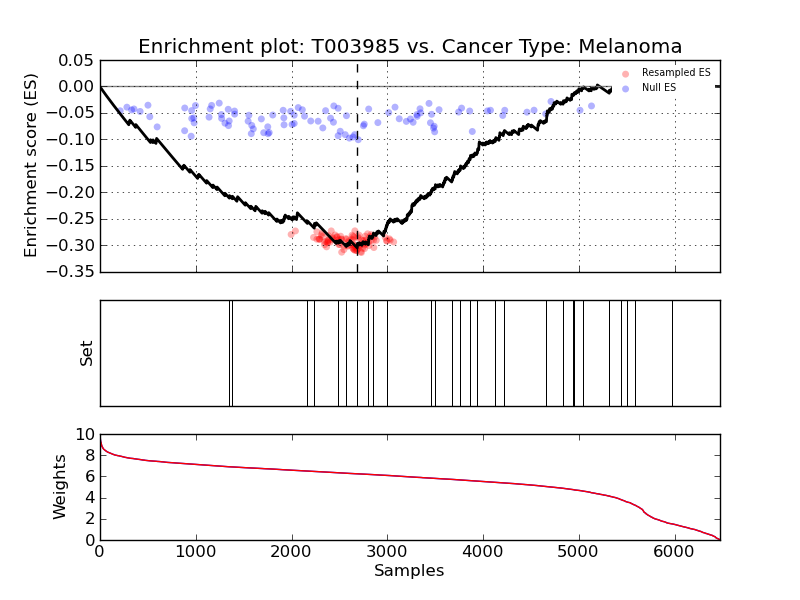 Enrichment plot: T003985 vs. Cancer Type: Melanoma
Enrichment score (ES)
0.05
0.00
−0.05
−0.10
−0.15
−0.20
−0.25
−0.30
−0.35
Resampled ES
Null ES
Set
Weights
10
8
6
4
2
0
0 1000 2000 3000 4000 5000 6000
Samples